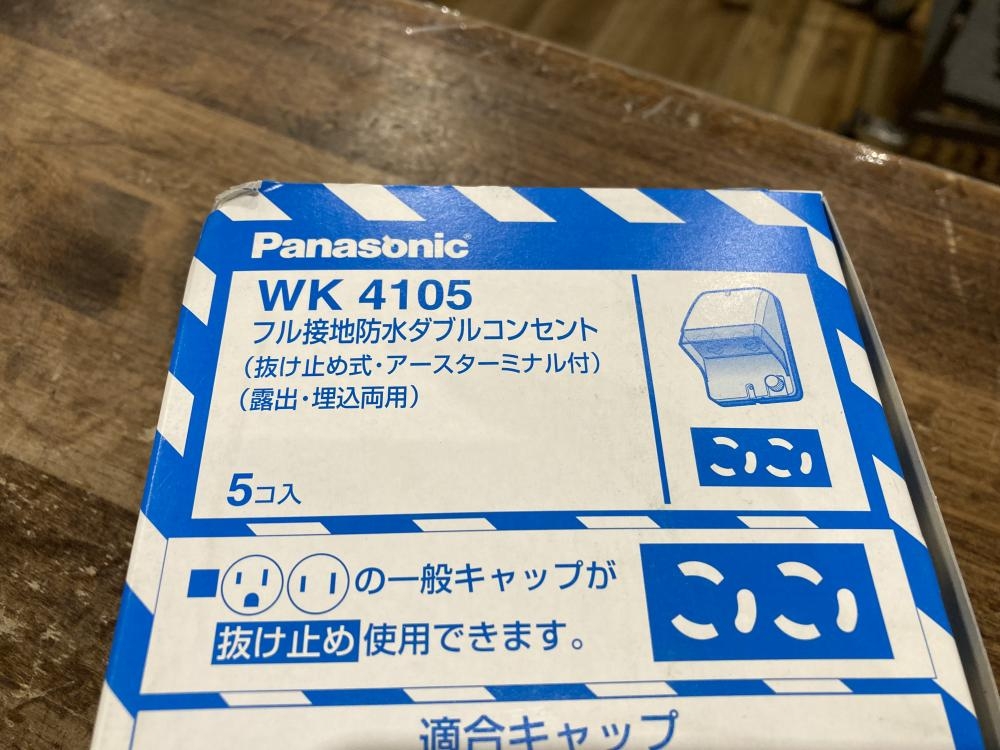 Panasonic®
WK 4105
フル接地防水ダブルコンセント
(抜け止め式・アースターミナル付)
(露出・埋込両用)
5コ入
■の一般キャップが
抜け止め使用できます。
適合キャップ